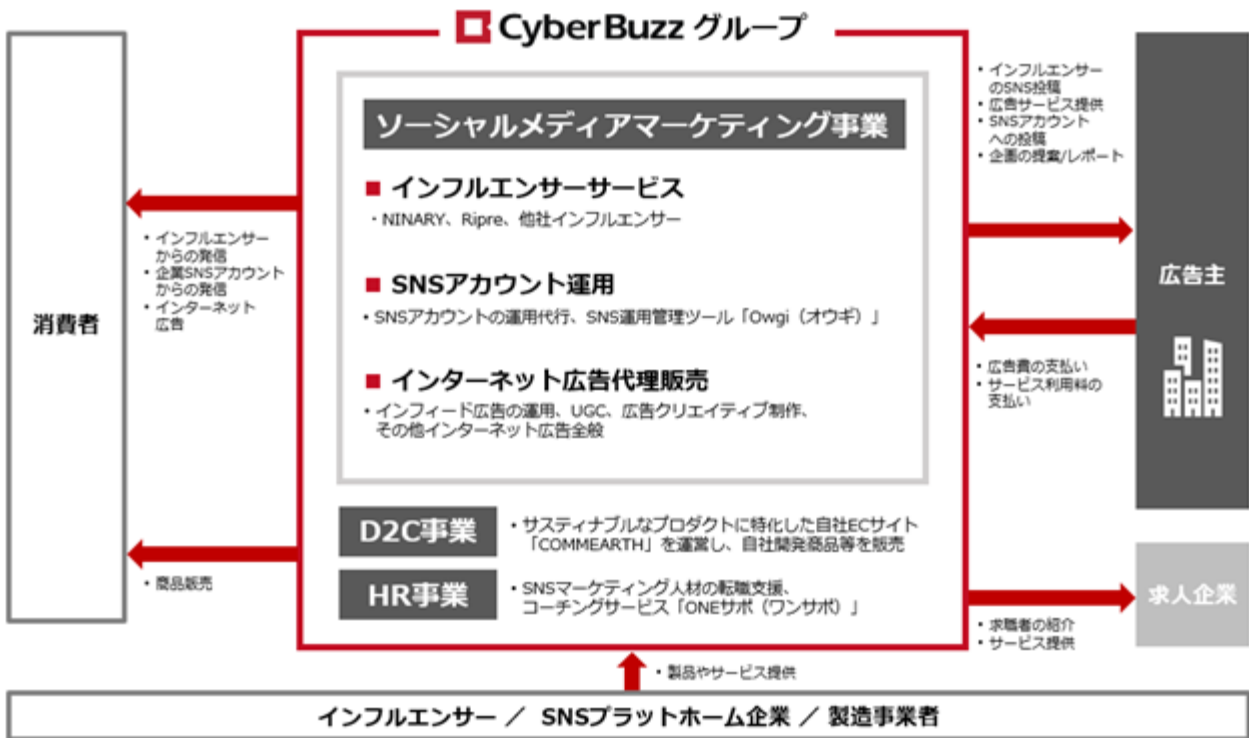 CyberBuzz グループ
ソーシャルメディアマーケティング事業
■ インフルエンサーサービス
・NINARY、Ripre、他社インフルエンサー
■ SNSアカウント運用
・SNSアカウントの運用代行、SNS運用管理ツール「Owgi（オウギ）」
■ インターネット広告代理販売
・インフィード広告の運用、UGC、広告クリエイティブ制作、
その他インターネット広告全般
D2C事業
・サスティナブルなプロダクトに特化した自社ECサイト
「COMMEARTH」を運営し、自社開発商品等を販売
HR事業
・SNSマーケティング人材の転職支援、
コーチングサービス「ONEサポ（ワンサポ）」
消費者
・インフルエンサー
からの発信
・企業SNSアカウント
からの発信
・インターネット
広告
・商品販売
・インフルエンサー
のSNS投稿
・広告サービス提供
・SNSアカウント
への投稿
・企画の提案/レポート
広告主
・広告費の支払い
・サービス利用料の
支払い
求人企業
・求職者の紹介
・サービス提供
・製品やサービス提供
インフルエンサー ／ SNSプラットホーム企業 ／ 製造事業者